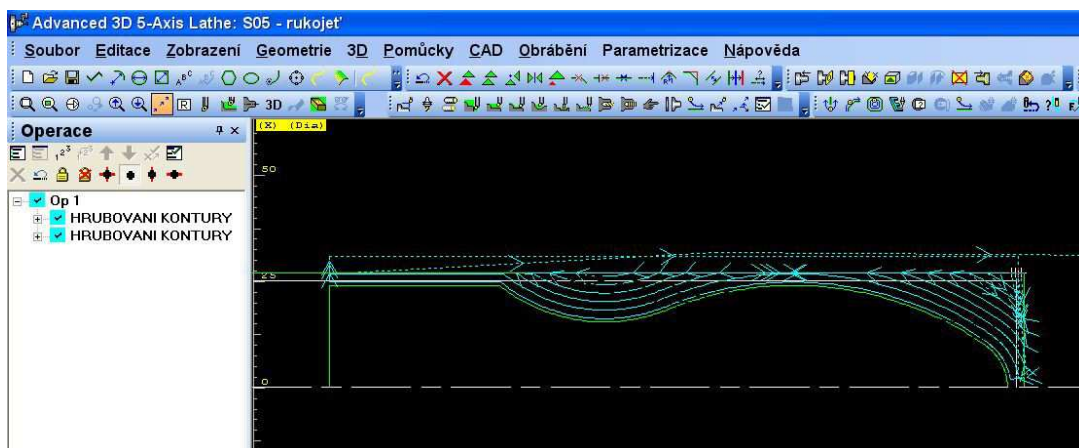 Advanced 3D 5-Axis Lathe: S05 - rukojeť
Soubor Editace Zobrazení Geometrie 3D Pomůcky CAD Obrábění Parametrizace Nápověda
3D
Operace
(X) (Dia)
50
Op 1
HRUBOVANI KONTURY
HRUBOVANI KONTURY
25
0